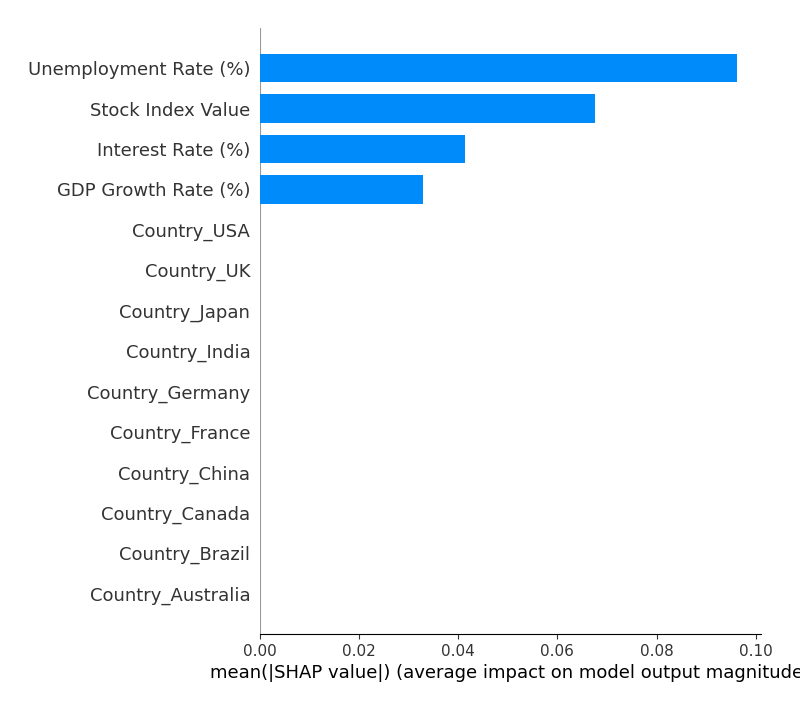 Unemployment Rate (%)
Stock Index Value
Interest Rate (%)
GDP Growth Rate (%)
Country_USA
Country_UK
Country_Japan
Country_India
Country_Germany
Country_France
Country_China
Country_Canada
Country_Brazil
Country_Australia
0.00 0.02 0.04 0.06 0.08 0.10
mean(|SHAP value|) (average impact on model output magnitude